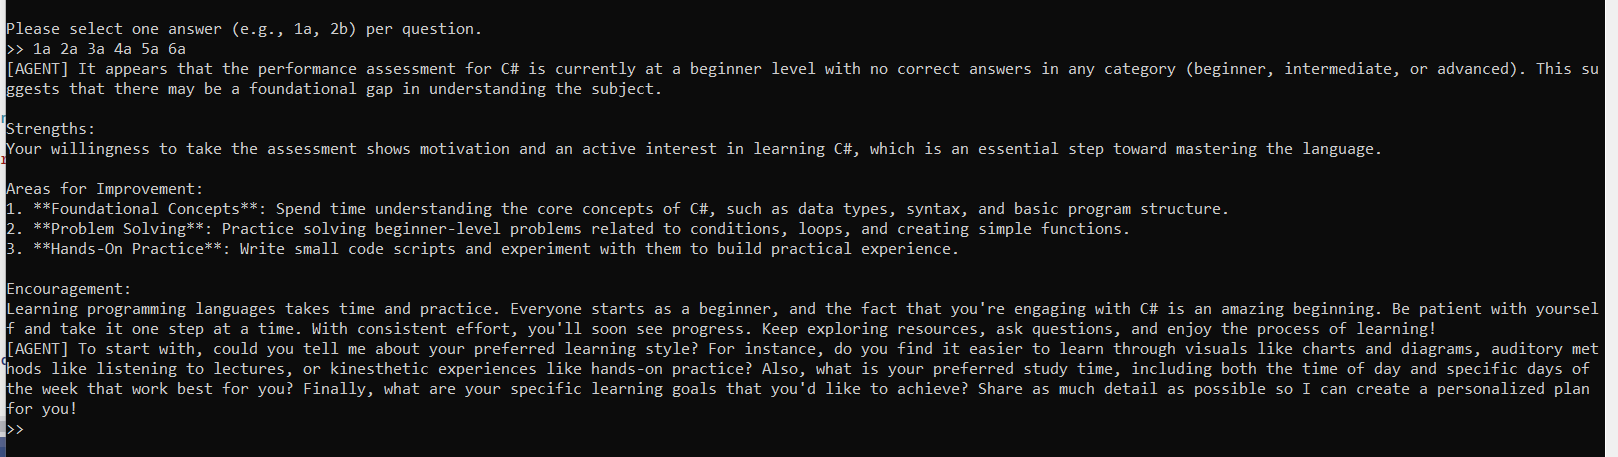 Please select one answer (e.g., 1a, 2b) per question.
>> 1a 2a 3a 4a 5a 6a
[AGENT] It appears that the performance assessment for C# is currently at a beginner level with no correct answers in any category (beginner, intermediate, or advanced). This su
ggests that there may be a foundational gap in understanding the subject.
Strengths:
Your willingness to take the assessment shows motivation and an active interest in learning C#, which is an essential step toward mastering the language.
Areas for Improvement:
1. **Foundational Concepts**: Spend time understanding the core concepts of C#, such as data types, syntax, and basic program structure.
2. **Problem Solving**: Practice solving beginner-level problems related to conditions, loops, and creating simple functions.
3. **Hands-On Practice**: Write small code scripts and experiment with them to build practical experience.
Encouragement:
Learning programming languages takes time and practice. Everyone starts as a beginner, and the fact that you're engaging with C# is an amazing beginning. Be patient with yoursel
f and take it one step at a time. With consistent effort, you'll soon see progress. Keep exploring resources, ask questions, and enjoy the process of learning!
[AGENT] To start with, could you tell me about your preferred learning style? For instance, do you find it easier to learn through visuals like charts and diagrams, auditory met
hods like listening to lectures, or kinesthetic experiences like hands-on practice? Also, what is your preferred study time, including both the time of day and specific days of
the week that work best for you? Finally, what are your specific learning goals that you'd like to achieve? Share as much detail as possible so I can create a personalized plan
for you!
>>